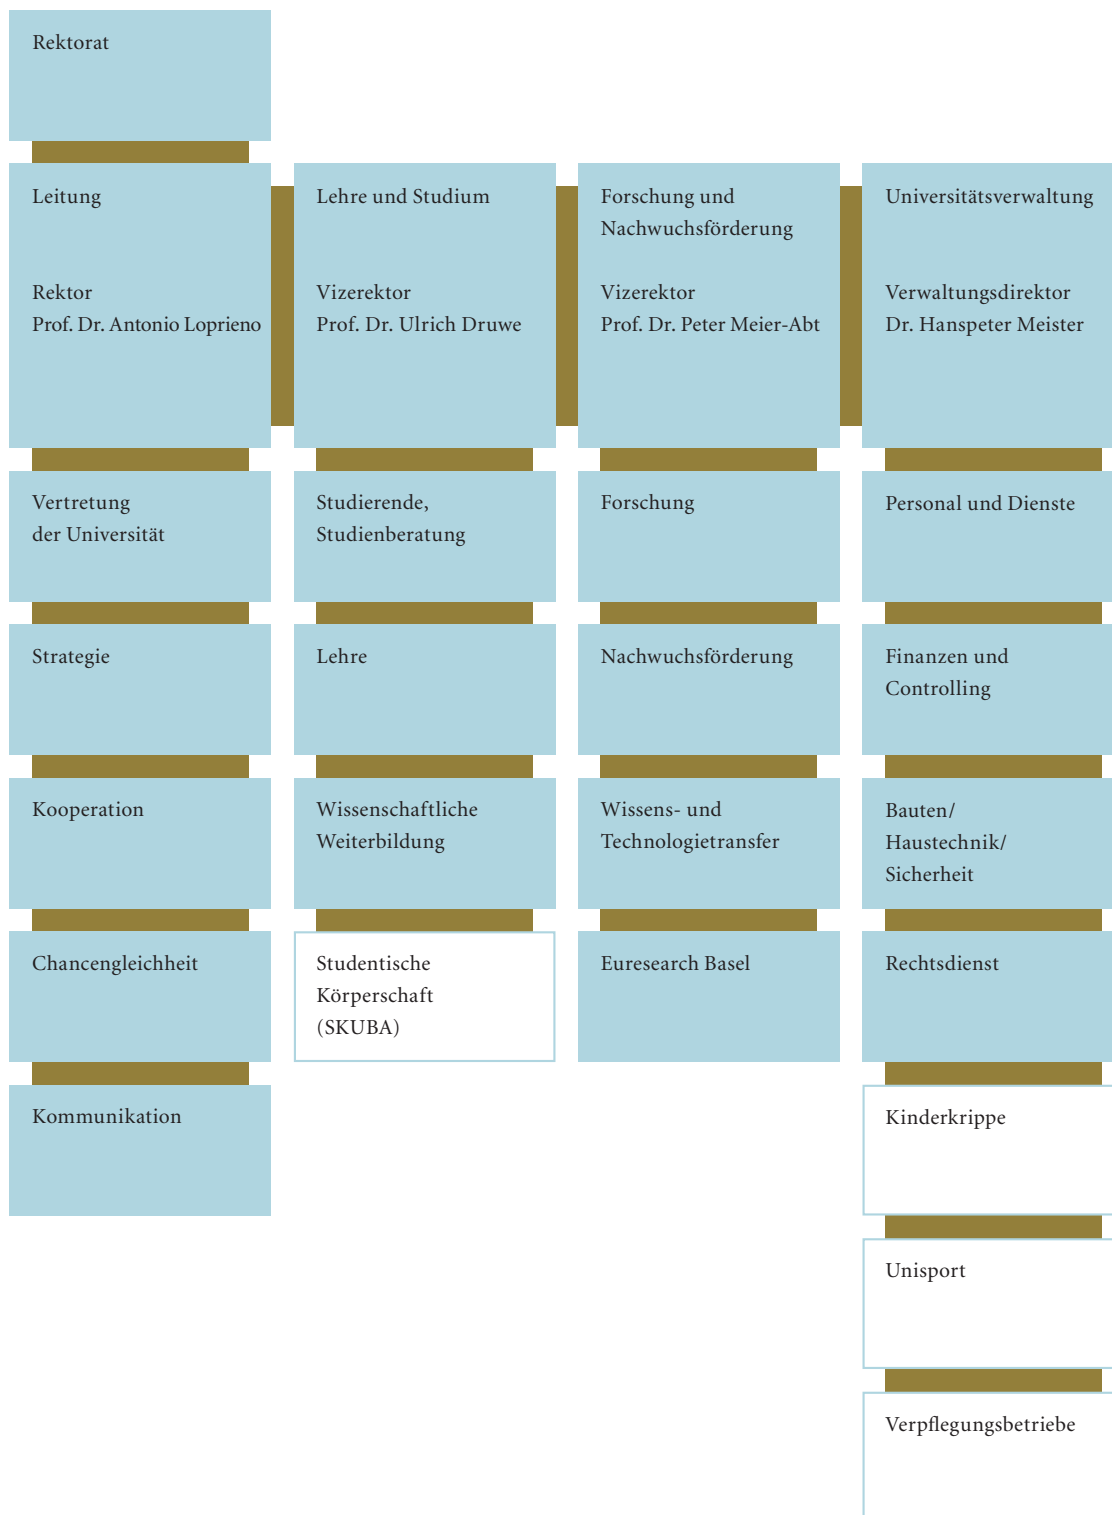 Rektorat
Leitung
Rektor
Prof. Dr. Antonio Loprieno
Lehre und Studium
Vizerektor
Prof. Dr. Ulrich Druwe
Forschung und
Nachwuchsförderung
Vizerektor
Prof. Dr. Peter Meier-Abt
Universitätsverwaltung
Verwaltungsdirektor
Dr. Hanspeter Meister
Vertretung
der Universität
Studierende,
Studienberatung
Forschung
Personal und Dienste
Strategie
Lehre
Nachwuchsförderung
Finanzen und
Controlling
Kooperation
Wissenschaftliche
Weiterbildung
Wissens- und
Technologietransfer
Bauten/
Haustechnik/
Sicherheit
Chancengleichheit
Studentische
Körperschaft
(SKUBA)
Euresearch Basel
Rechtsdienst
Kommunikation
Kinderkrippe
Unisport
Verpflegungsbetriebe